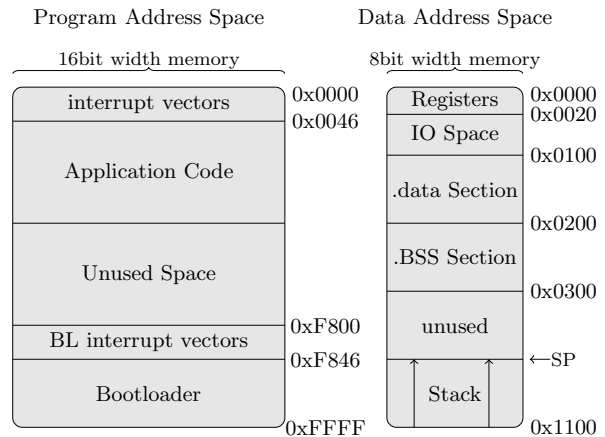 Program Address Space
Data Address Space
16bit width memory
8bit width memory
interrupt vectors
0x0000
0x0046
Application Code
Unused Space
0xF800
BL interrupt vectors
0xF846
Bootloader
0xFFFF
Registers
0x0000
0x0020
IO Space
0x0100
.data Section
0x0200
.BSS Section
0x0300
unused
←SP
Stack
0x1100